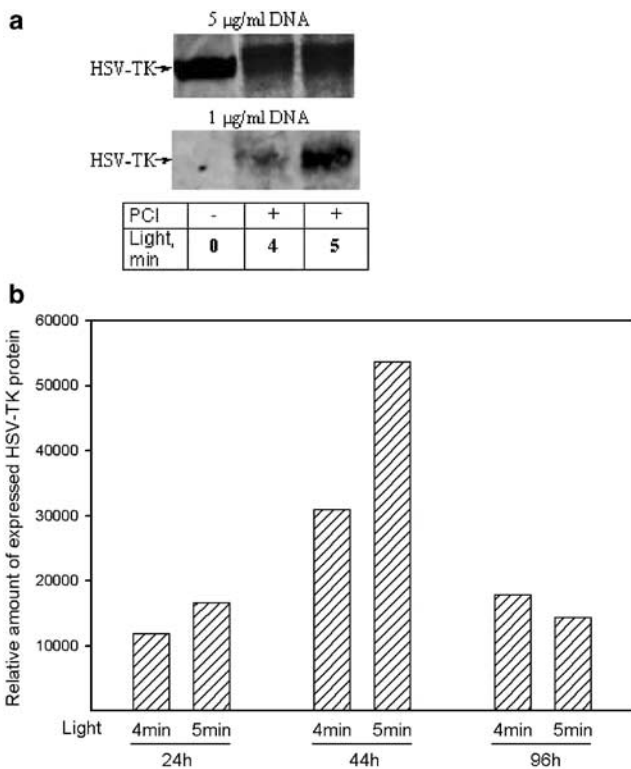 a
5 µg/ml DNA
HSV-TK
1 µg/ml DNA
HSV-TK
PCI - + +
Light, min 0 4 5
b
Relative amount of expressed HSV-TK protein
60000
50000
40000
30000
20000
10000
Light 4min 5min 4min 5min 4min 5min
24h 44h 96h